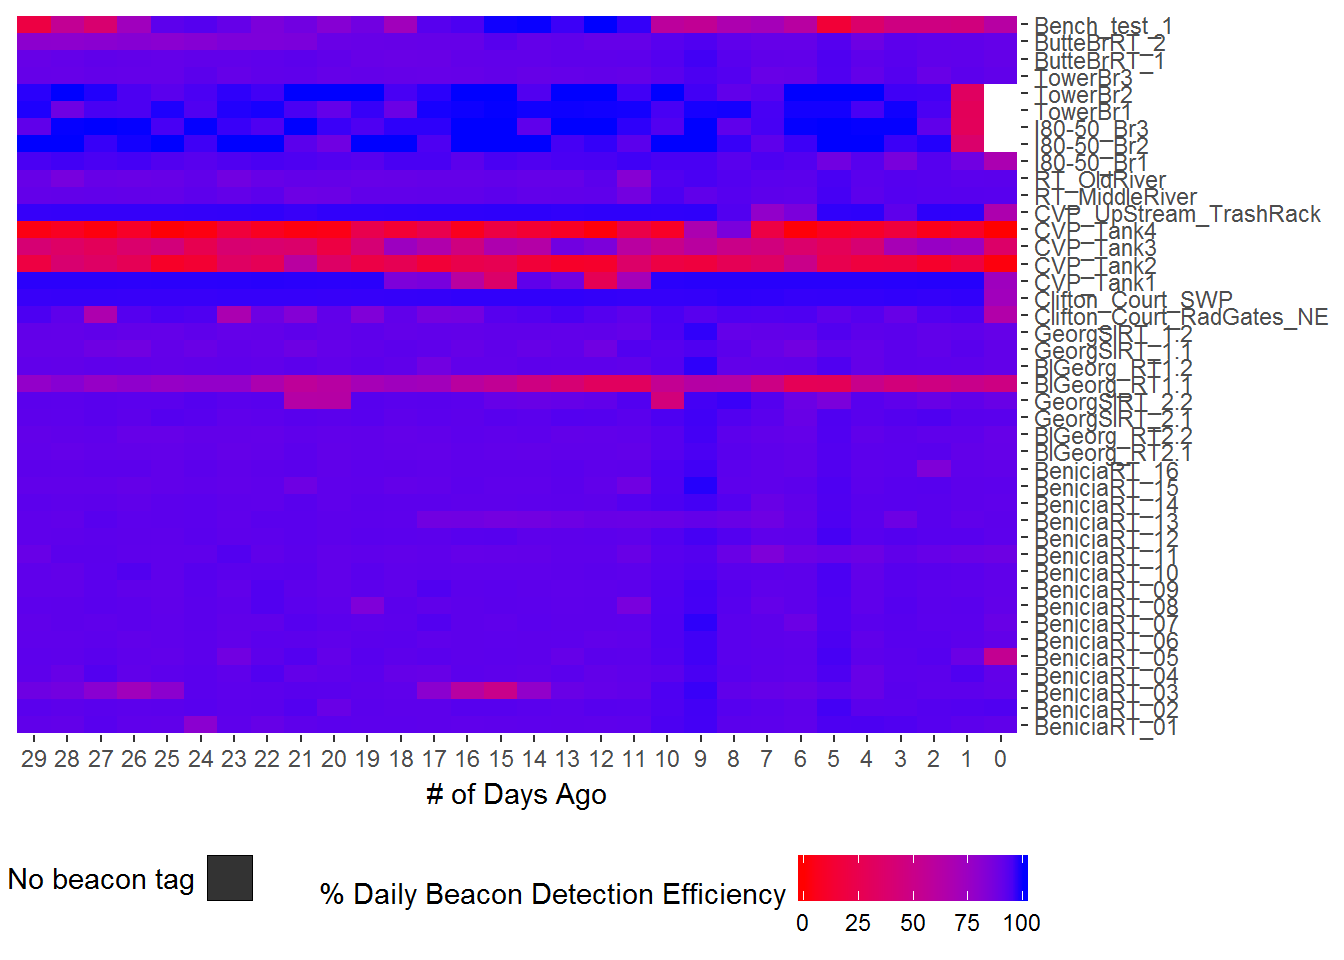 Bench_test_1
ButteBrRT_2
ButteBrRT_1
TowerBr3
TowerBr2
TowerBr1
I80-50_Br3
I80-50_Br2
I80-50_Br1
RT_OldRiver
RT_MiddleRiver
CVP_UpStream_TrashRack
CVP_Tank4
CVP_Tank3
CVP_Tank2
CVP_Tank1
Clifton_Court_SWP
Clifton_Court_RadGates_NE
GeorgSlRT_1.2
GeorgSlRT_1.1
BlGeorg_RT1.2
BlGeorg_RT1.1
GeorgSlRT_2.2
GeorgSlRT_2.1
BlGeorg_RT2.2
BlGeorg_RT2.1
BeniciaRT_16
BeniciaRT_15
BeniciaRT_14
BeniciaRT_13
BeniciaRT_12
BeniciaRT_11
BeniciaRT_10
BeniciaRT_09
BeniciaRT_08
BeniciaRT_07
BeniciaRT_06
BeniciaRT_05
BeniciaRT_04
BeniciaRT_03
BeniciaRT_02
BeniciaRT_01
29 28 27 26 25 24 23 22 21 20 19 18 17 16 15 14 13 12 11 10 9 8 7 6 5 4 3 2 1 0
# of Days Ago
No beacon tag
% Daily Beacon Detection Efficiency
0 25 50 75 100